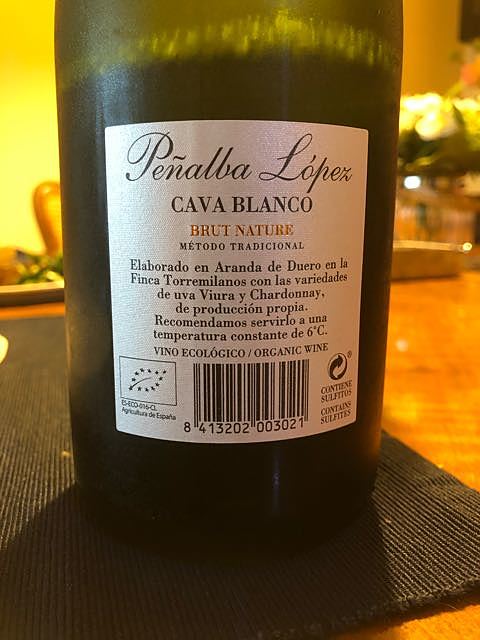 Peñalba López
CAVA BLANCO
BRUT NATURE
MÉTODO TRADICIONAL
Elaborado en Aranda de Duero en la
Finca Torremilanos con las variedades
de uva Viura y Chardonnay,
de producción propia.
Recomendamos servirlo a una
temperatura constante de 6°C.
VINO ECOLÓGICO / ORGANIC WINE
ES-ECO-016-CL
Agricultura de España
8 413202 003021
CONTIENE
SULFITOS
CONTAINS
SULFITES